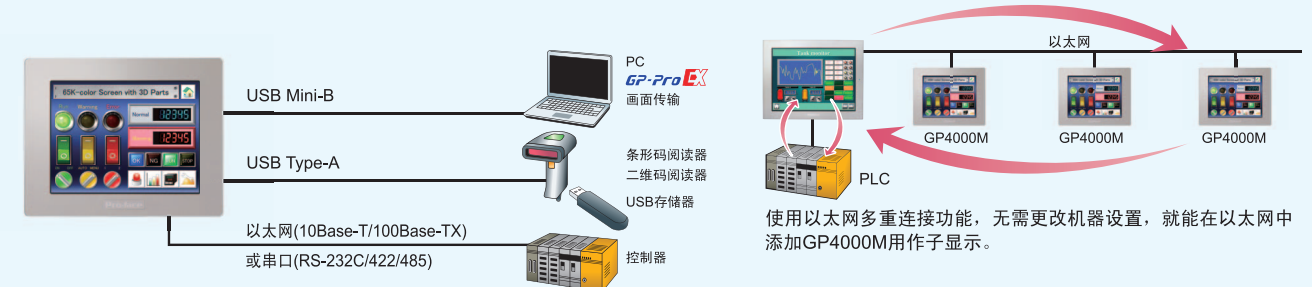 65K-color Screen with 3D Parts
Normal
12345
12345
NG
STOP
USB Mini-B
USB Type-A
以太网(10Base-T/100Base-TX)
或串口(RS-232C/422/485)
PC
GP-Pro EX
画面传输
条形码阅读器
二维码阅读器
USB存储器
控制器
以太网
GP4000M
GP4000M
GP4000M
PLC
使用以太网多重连接功能，无需更改机器设置，就能在以太网中
添加GP4000M用作子显示。